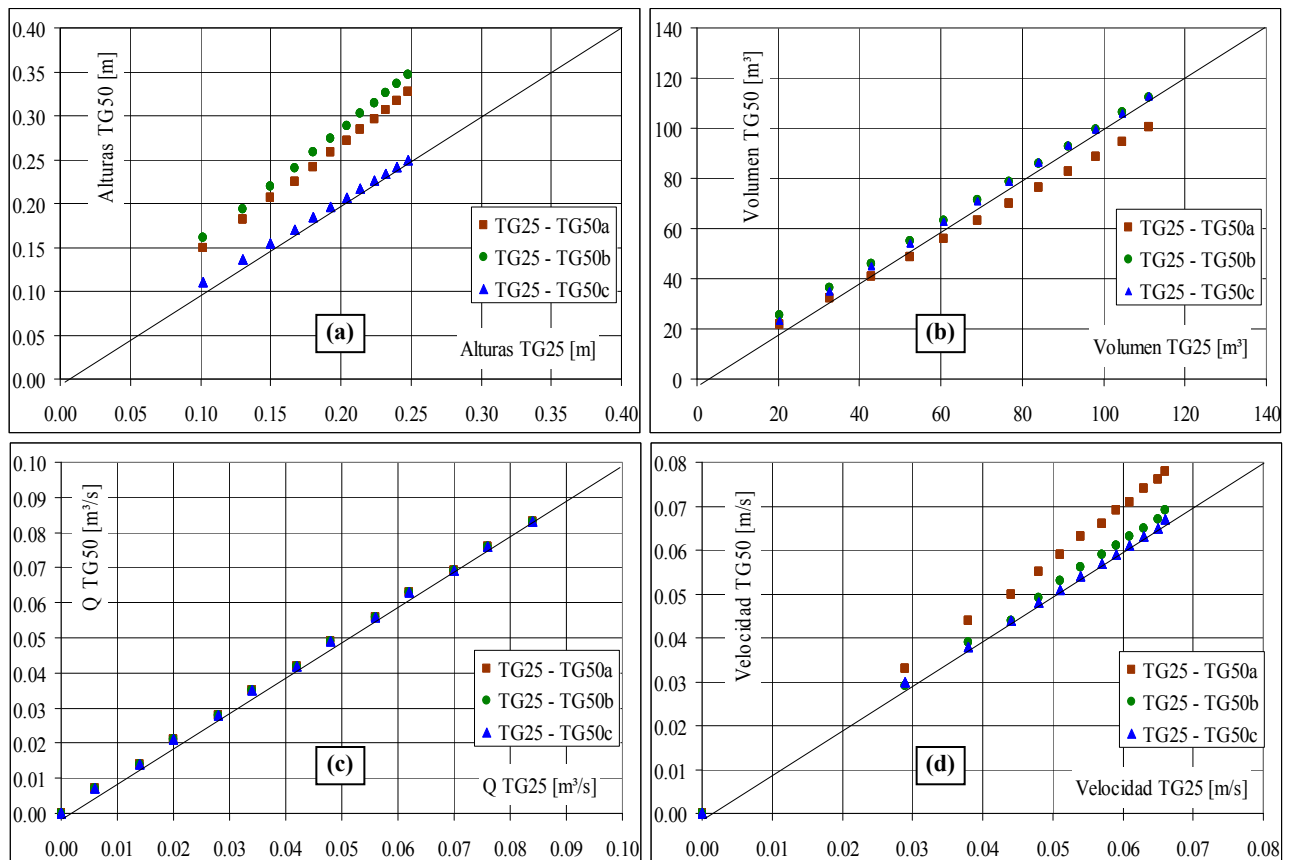 0.40
0.35
0.30
0.25
0.20
0.15
0.10
0.05
0.00
Alturas TG50 [m]
TG25 - TG50a
TG25 - TG50b
TG25 - TG50c
(a)
Alturas TG25 [m]
0.00 0.05 0.10 0.15 0.20 0.25 0.30 0.35 0.40
140
120
100
80
60
40
20
0
Volumen TG50 [m³]
TG25 - TG50a
TG25 - TG50b
TG25 - TG50c
(b)
Volumen TG25 [m³]
0 20 40 60 80 100 120 140
0.10
0.09
0.08
0.07
0.06
0.05
0.04
0.03
0.02
0.01
0.00
Q TG50 [m³/s]
TG25 - TG50a
TG25 - TG50b
TG25 - TG50c
(c)
Q TG25 [m³/s]
0.00 0.01 0.02 0.03 0.04 0.05 0.06 0.07 0.08 0.09 0.10
0.08
0.07
0.06
0.05
0.04
0.03
0.02
0.01
0.00
Velocidad TG50 [m/s]
TG25 - TG50a
TG25 - TG50b
TG25 - TG50c
(d)
Velocidad TG25 [m/s]
0.00 0.01 0.02 0.03 0.04 0.05 0.06 0.07 0.08